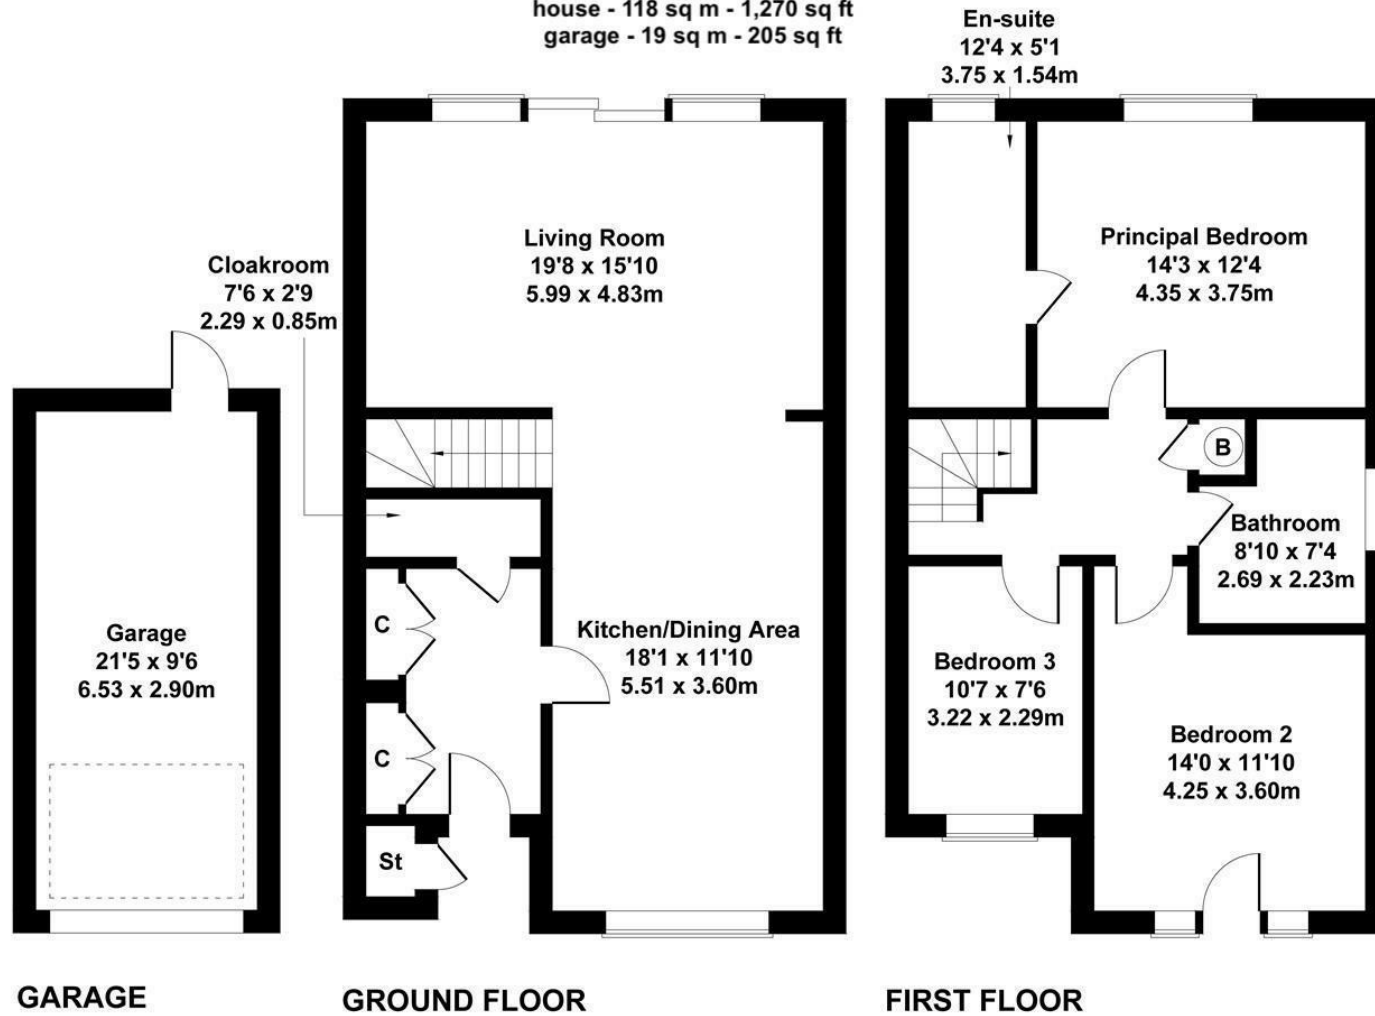 house - 118 sq m - 1,270 sq ft
garage - 19 sq m - 205 sq ft
En-suite
12'4 x 5'1
3.75 x 1.54m
Cloakroom
7'6 x 2'9
2.29 x 0.85m
Living Room
19'8 x 15'10
5.99 x 4.83m
Principal Bedroom
14'3 x 12'4
4.35 x 3.75m
B
Bathroom
8'10 x 7'4
2.69 x 2.23m
Garage
21'5 x 9'6
6.53 x 2.90m
C
C
St
Kitchen/Dining Area
18'1 x 11'10
5.51 x 3.60m
Bedroom 3
10'7 x 7'6
3.22 x 2.29m
Bedroom 2
14'0 x 11'10
4.25 x 3.60m
GARAGE
GROUND FLOOR
FIRST FLOOR